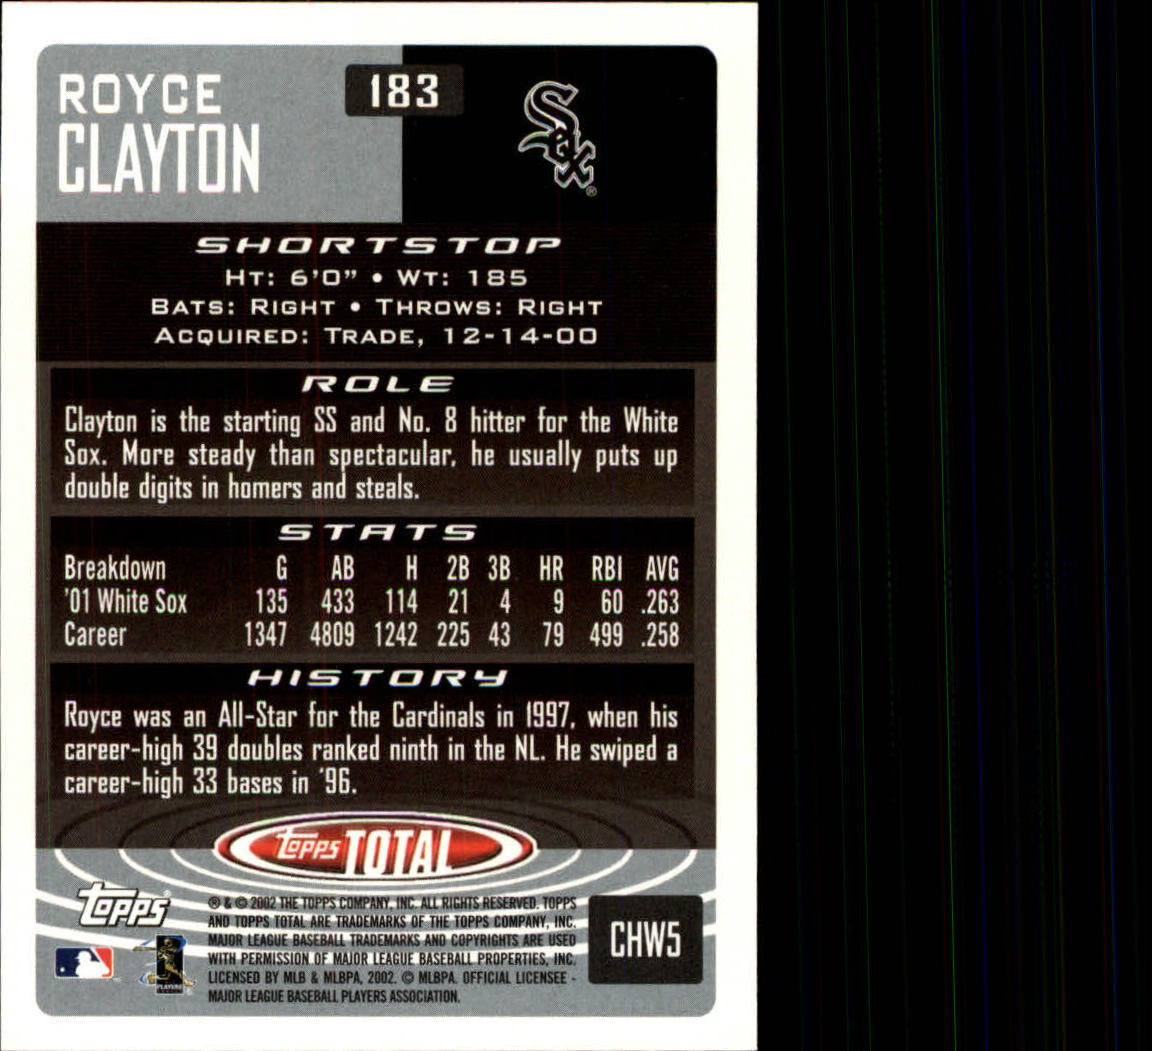 ROYCE
CLAYTON
183
Sox
®
SHORTSTOP
HT: 6'0" • WT: 185
BATS: RIGHT • THROWS: RIGHT
ACQUIRED: TRADE, 12-14-00
ROLE
Clayton is the starting SS and No. 8 hitter for the White
Sox. More steady than spectacular, he usually puts up
double digits in homers and steals.
STATS
Breakdown G AB H 2B 3B HR RBI AVG
'01 White Sox 135 433 114 21 4 9 60 .263
Career 1347 4809 1242 225 43 79 499 .258
HISTORY
Royce was an All-Star for the Cardinals in 1997, when his
career-high 39 doubles ranked ninth in the NL. He swiped a
career-high 33 bases in '96.
Topps TOTAL
Topps®
® & © 2002 THE TOPPS COMPANY, INC. ALL RIGHTS RESERVED. TOPPS
AND TOPPS TOTAL ARE TRADEMARKS OF THE TOPPS COMPANY, INC.
MAJOR LEAGUE BASEBALL TRADEMARKS AND COPYRIGHTS ARE USED
WITH PERMISSION OF MAJOR LEAGUE BASEBALL PROPERTIES, INC.
LICENSED BY MLB & MLBPA, 2002. © MLBPA. OFFICIAL LICENSEE -
MAJOR LEAGUE BASEBALL PLAYERS ASSOCIATION.
PLAYERS
CHW5